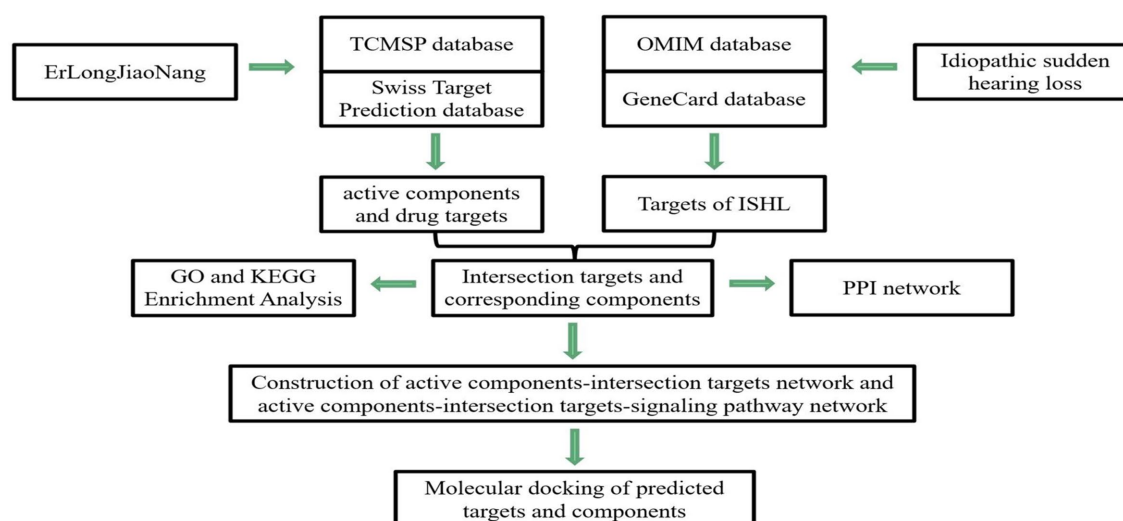 ErLongJiaoNang
TCMSP database
Swiss Target
Prediction database
OMIM database
GeneCard database
Idiopathic sudden
hearing loss
active components
and drug targets
Targets of ISHL
GO and KEGG
Enrichment Analysis
Intersection targets and
corresponding components
PPI network
Construction of active components-intersection targets network and
active components-intersection targets-signaling pathway network
Molecular docking of predicted
targets and components